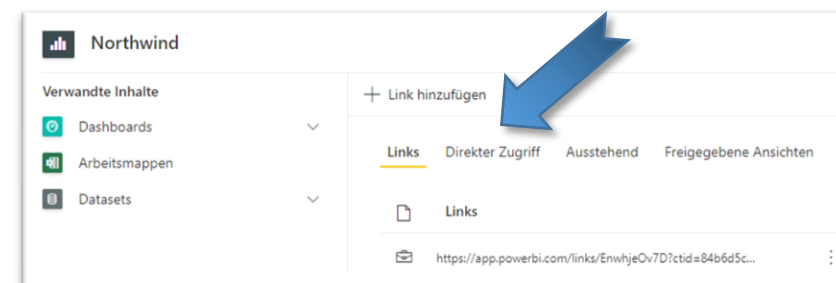 Northwind
Verwandte Inhalte
Dashboards
Arbeitsmappen
Datasets
Link hinzufügen
Links Direkter Zugriff Ausstehend Freigegebene Ansichten
Links
https://app.powerbi.com/links/EnwhjeOv7D?ctid=84b6d5c...